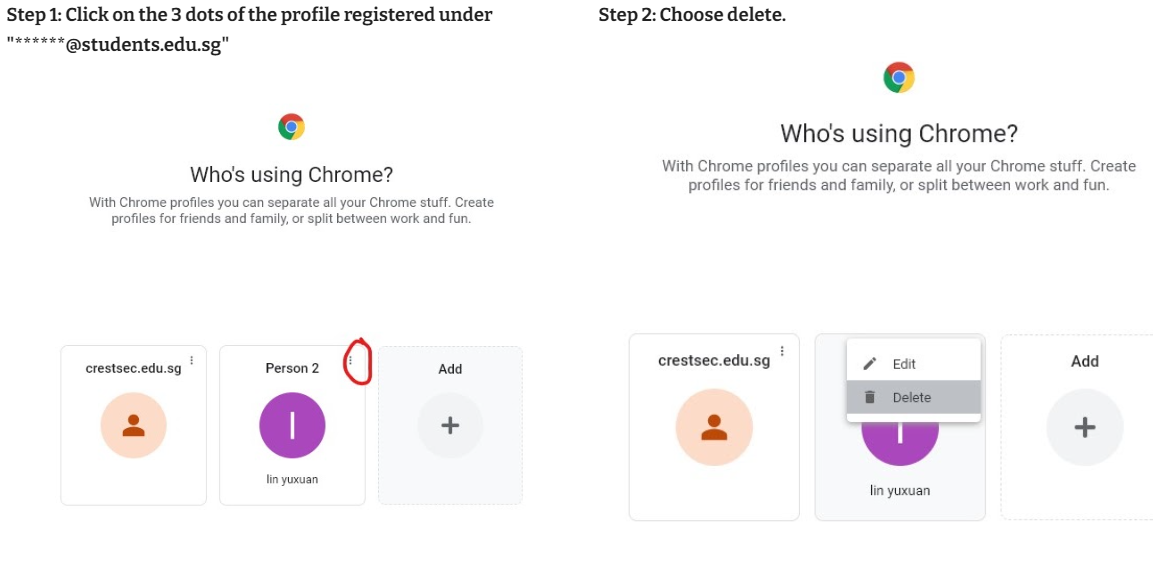 Step 1: Click on the 3 dots of the profile registered under
"******@students.edu.sg"
Who's using Chrome?
With Chrome profiles you can separate all your Chrome stuff. Create
profiles for friends and family, or split between work and fun.
crestsec.edu.sg
Person 2
Add
l
lin yuxuan
Step 2: Choose delete.
Who's using Chrome?
With Chrome profiles you can separate all your Chrome stuff. Create
profiles for friends and family, or split between work and fun.
crestsec.edu.sg
Edit
Delete
Add
l
lin yuxuan